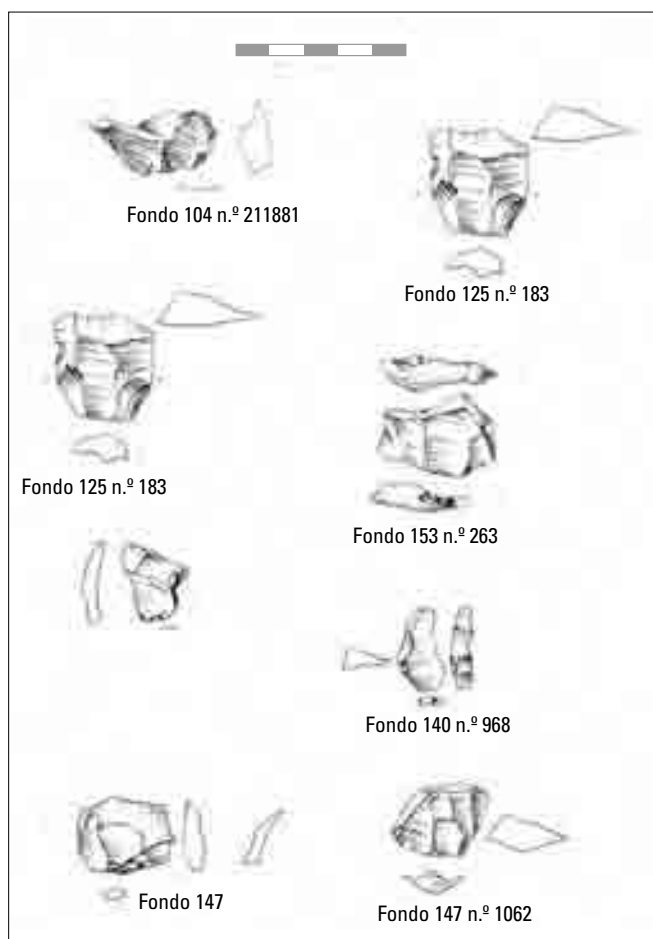 Fondo 104 n.º 211881
Fondo 125 n.º 183
Fondo 125 n.º 183
Fondo 153 n.º 263
Fondo 140 n.º 968
Fondo 147
Fondo 147 n.º 1062